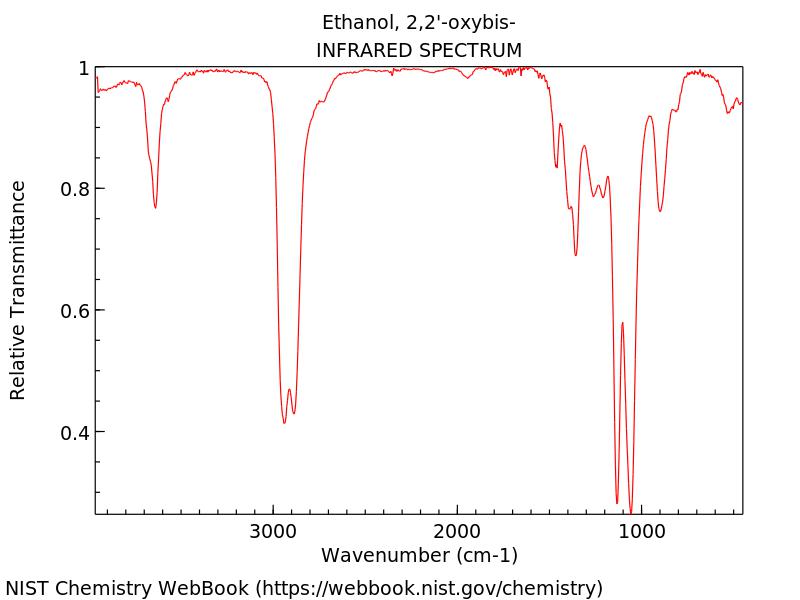 Ethanol, 2,2'-oxybis-
INFRARED SPECTRUM
1
0.8
0.6
0.4
Relative Transmittance
3000 2000 1000
Wavenumber (cm-1)
NIST Chemistry WebBook (https://webbook.nist.gov/chemistry)